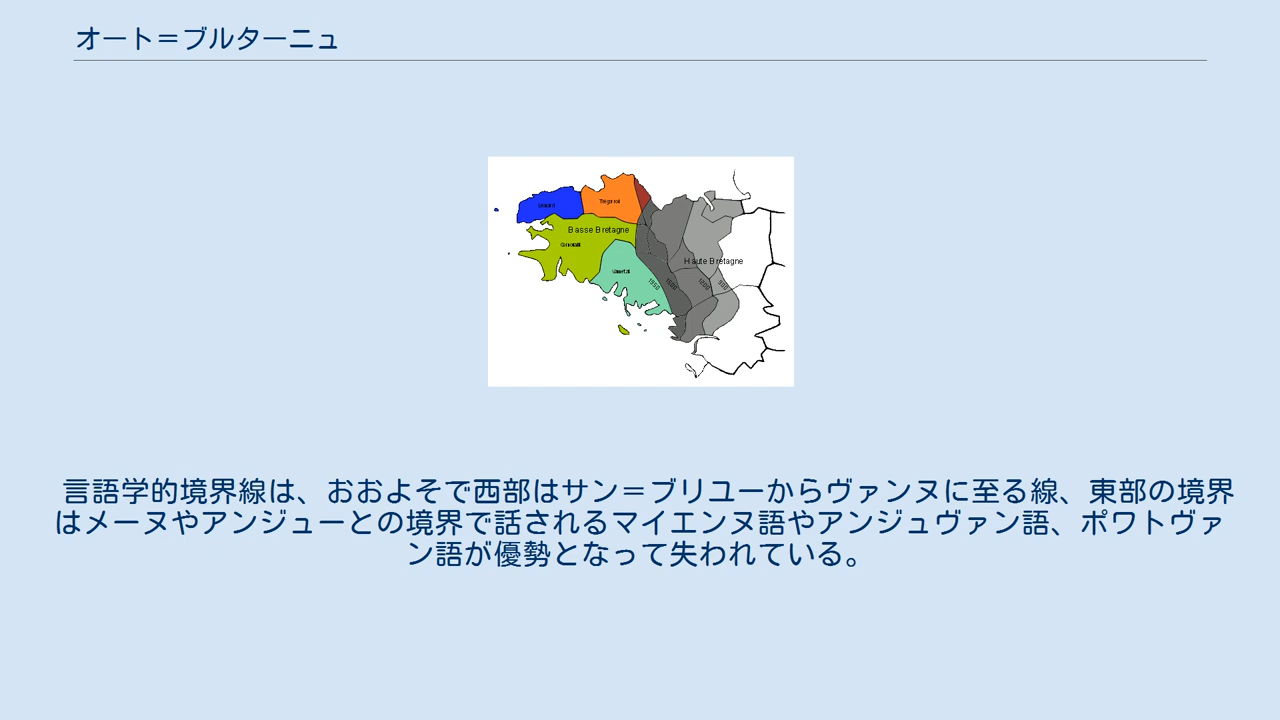 オート＝ブルターニュ
Trégorrois
Basse Bretagne
Haute Bretagne
言語学的境界線は、おおよそで西部はサン＝ブリユーからヴァンヌに至る線、東部の境界
はメーヌやアンジューとの境界で話されるマイエンヌ語やアンジュヴァン語、ポワトヴァ
ン語が優勢となって失われている。